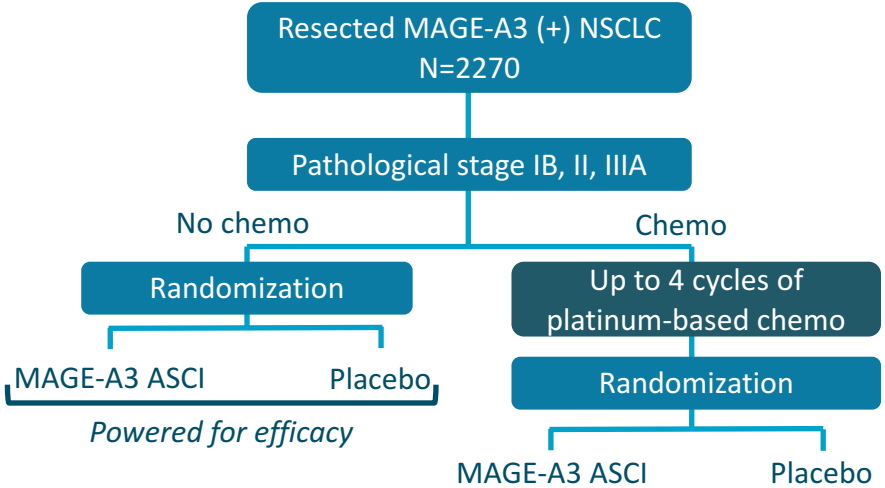 Resected MAGE-A3 (+) NSCLC
N=2270
Pathological stage IB, II, IIIA
No chemo
Chemo
Randomization
Up to 4 cycles of
platinum-based chemo
MAGE-A3 ASCI
Placebo
Powered for efficacy
Randomization
MAGE-A3 ASCI
Placebo